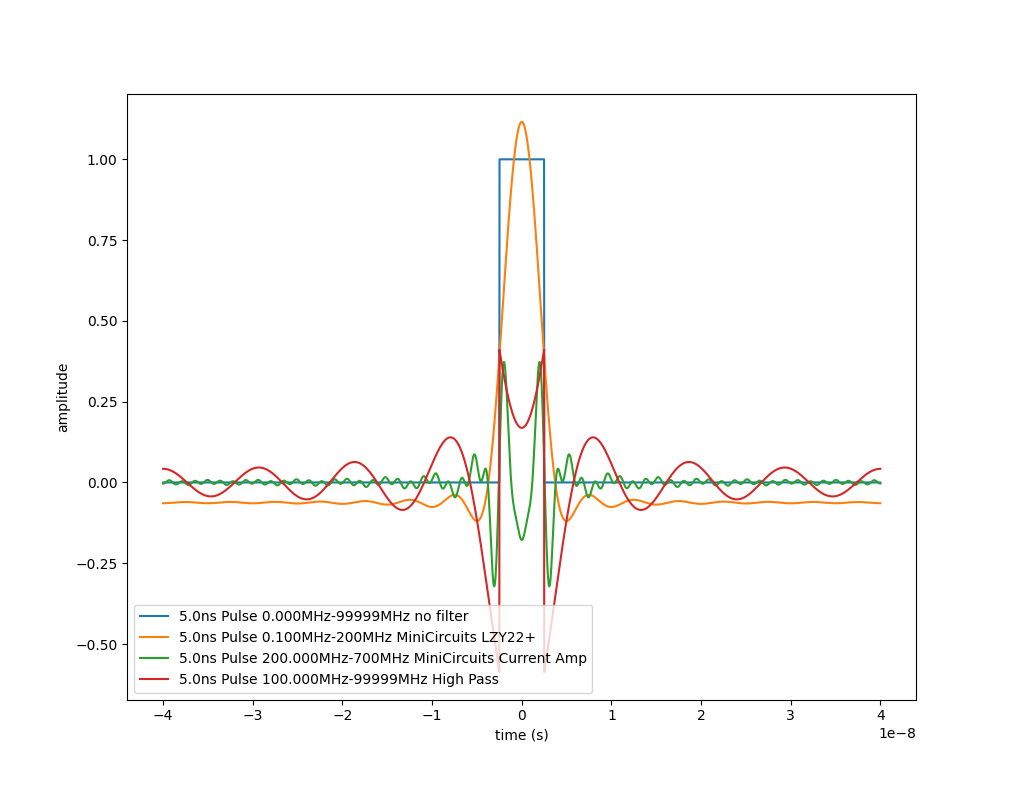 1.00
0.75
0.50
0.25
0.00
−0.25
−0.50
amplitude
5.0ns Pulse 0.000MHz-99999MHz no filter
5.0ns Pulse 0.100MHz-200MHz MiniCircuits LZY22+
5.0ns Pulse 200.000MHz-700MHz MiniCircuits Current Amp
5.0ns Pulse 100.000MHz-99999MHz High Pass
−4 −3 −2 −1 0 1 2 3 4
time (s)
1e−8